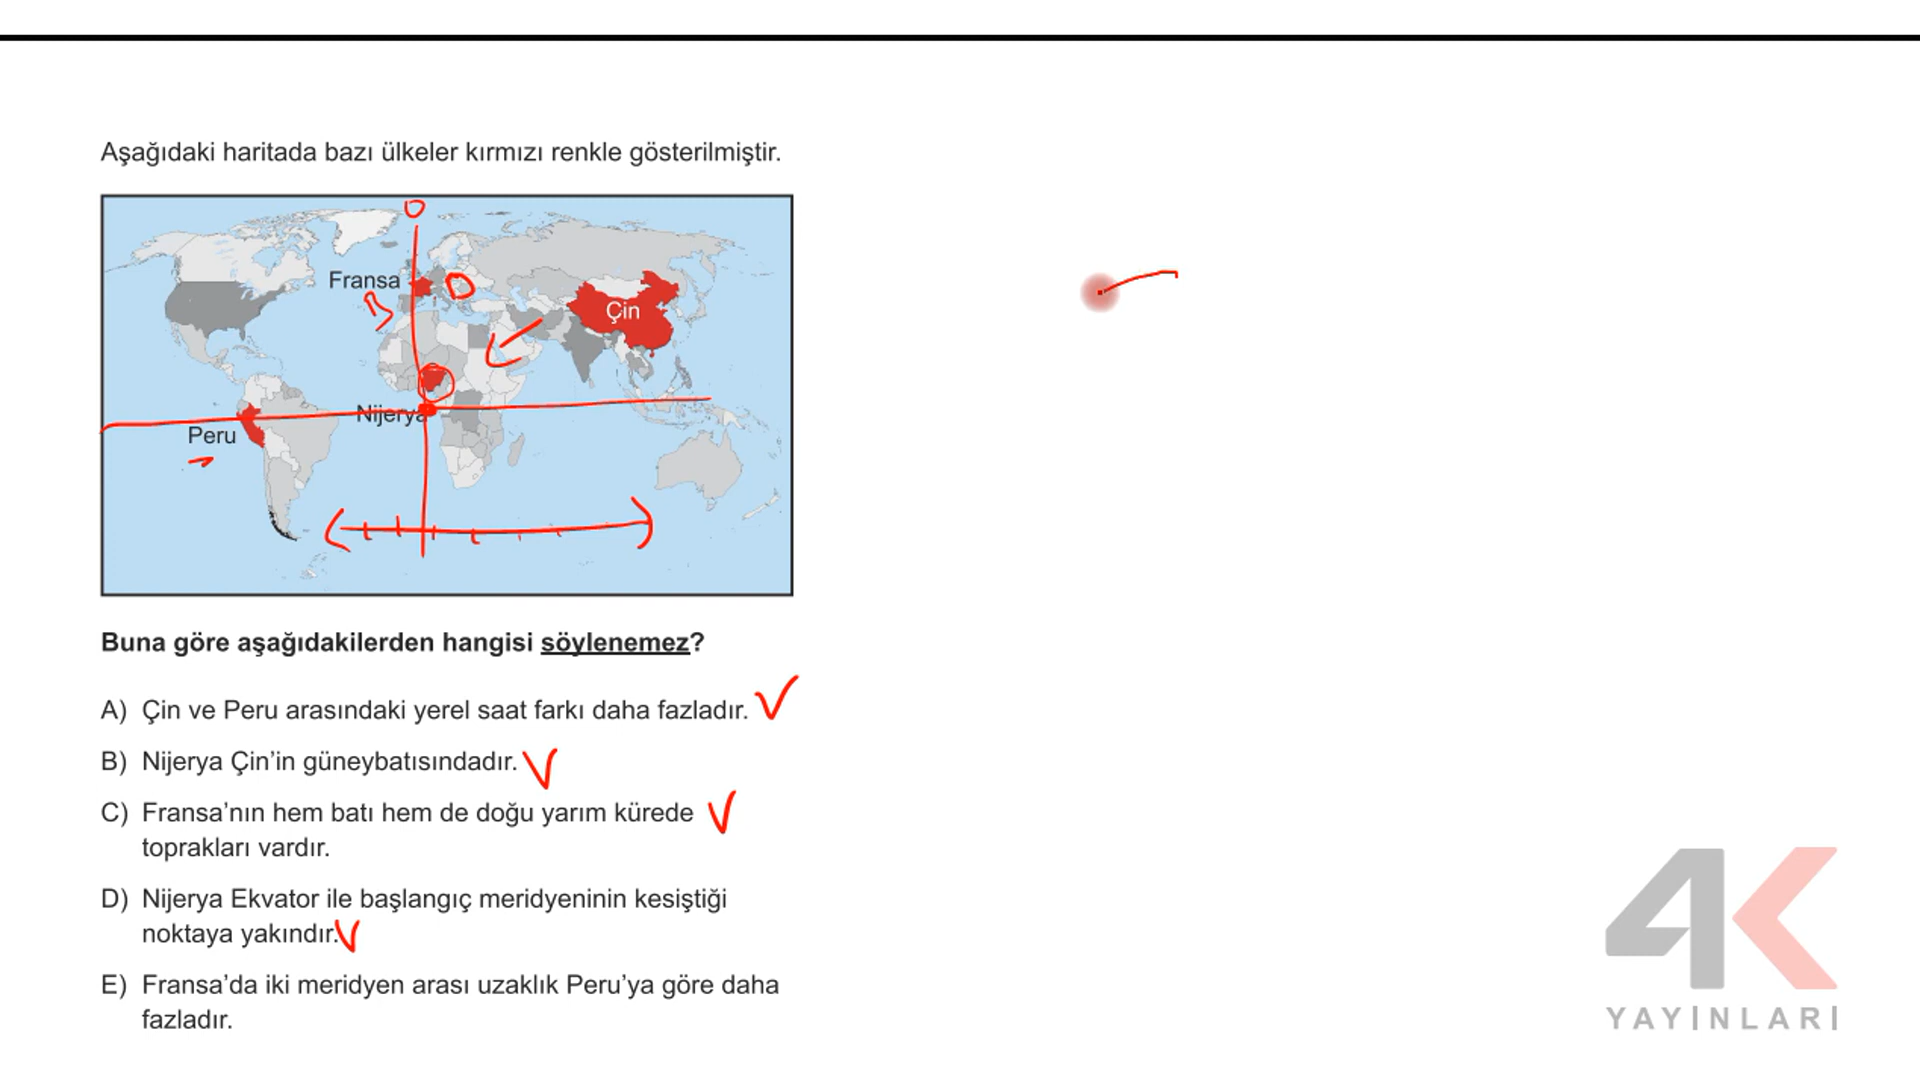 Aşağıdaki haritada bazı ülkeler kırmızı renkle gösterilmiştir.
0
Fransa
B
D
Çin
Nijerya
Peru
Buna göre aşağıdakilerden hangisi söylenemez?
A) Çin ve Peru arasındaki yerel saat farkı daha fazladır.
B) Nijerya Çin’in güneybatısındadır.
C) Fransa’nın hem batı hem de doğu yarım kürede
toprakları vardır.
D) Nijerya Ekvator ile başlangıç meridyeninin kesiştiği
noktaya yakındır.
E) Fransa’da iki meridyen arası uzaklık Peru’ya göre daha
fazladır.
4K
YAYINLARI